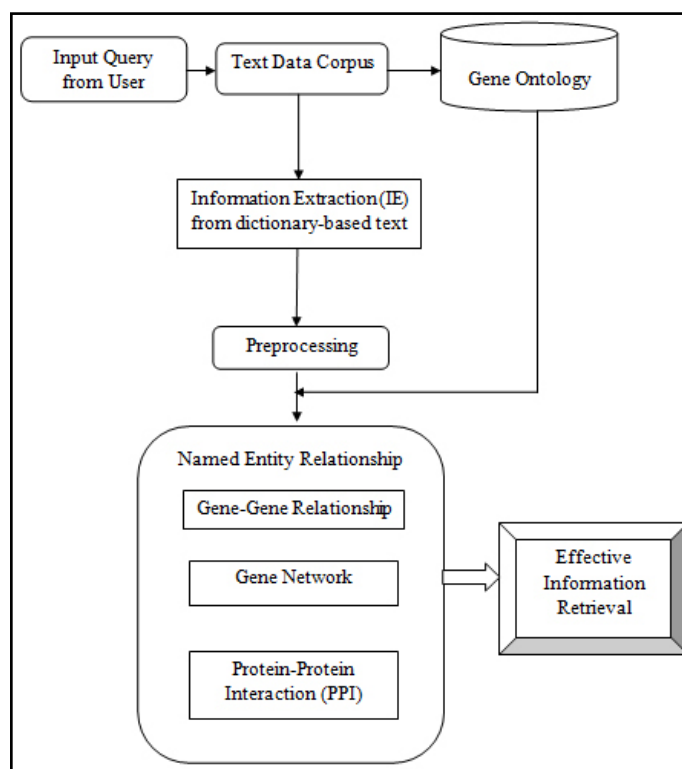 Input Query
from User
Text Data Corpus
Gene Ontology
Information Extraction (IE)
from dictionary-based text
Preprocessing
Named Entity Relationship
Gene-Gene Relationship
Gene Network
Protein-Protein
Interaction (PPI)
Effective
Information
Retrieval